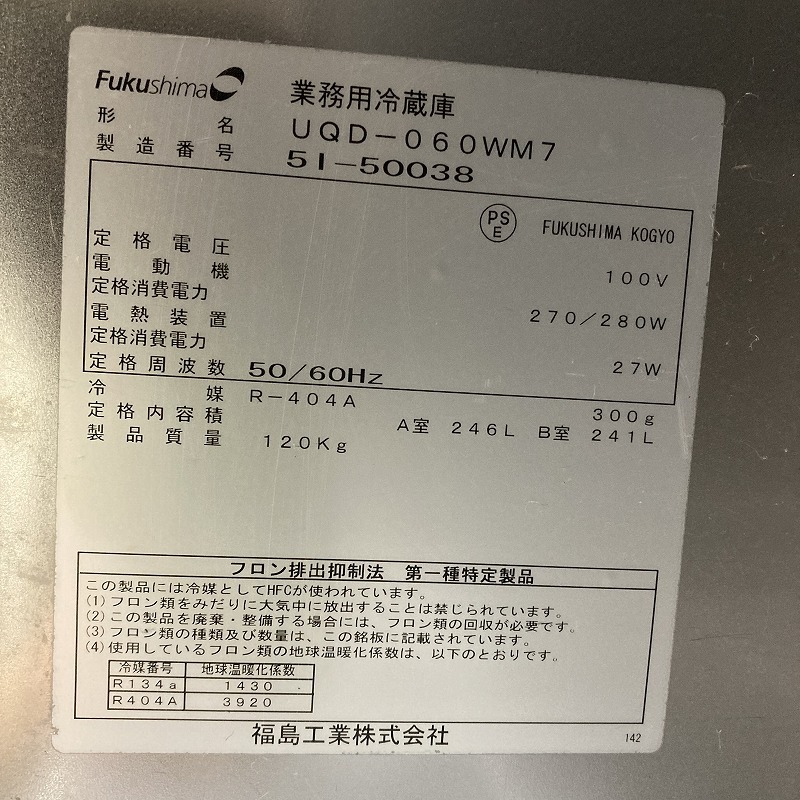 Fukushima 業務用冷蔵庫
形名 UQD-060WM7
製造番号 51-50038
PSE FUKUSHIMA KOGYO
定格電圧 100V
電動機
定格消費電力 270/280W
電熱装置
定格消費電力 27W
定格周波数 50/60Hz
冷媒 R-404A 300g
定格内容積 A室 246L B室 241L
製品質量 120Kg
フロン排出抑制法 第一種特定製品
この製品には冷媒としてHFCが使われています。
(1)フロン類をみだりに大気中に放出することは禁じられています。
(2)この製品を廃棄・整備する場合には、フロン類の回収が必要です。
(3)フロン類の種類及び数量は、この銘板に記載されています。
(4)使用しているフロン類の地球温暖化係数は、以下のとおりです。
冷媒番号 地球温暖化係数
R134a 1430
R404A 3920
福島工業株式会社
142